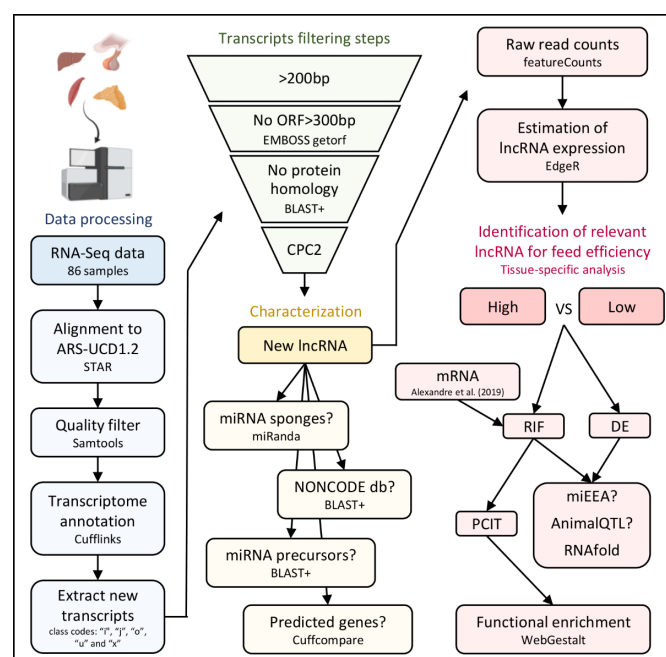 Data processing
RNA-Seq data
86 samples
Alignment to
ARS-UCD1.2
STAR
Quality filter
Samtools
Transcriptome
annotation
Cufflinks
Extract new
transcripts
class codes: "i", "j", "o",
"u" and "x"
Transcripts filtering steps
>200bp
No ORF>300bp
EMBOSS getorf
No protein
homology
BLAST+
CPC2
Characterization
New lncRNA
miRNA sponges?
miRanda
NONCODE db?
BLAST+
miRNA precursors?
BLAST+
Predicted genes?
Cuffcompare
Raw read counts
featureCounts
Estimation of
lncRNA expression
EdgeR
Identification of relevant
lncRNA for feed efficiency
Tissue-specific analysis
High VS Low
mRNA
Alexandre et al. (2019)
RIF
DE
PCIT
miEEA?
AnimalQTL?
RNAfold
Functional enrichment
WebGestalt